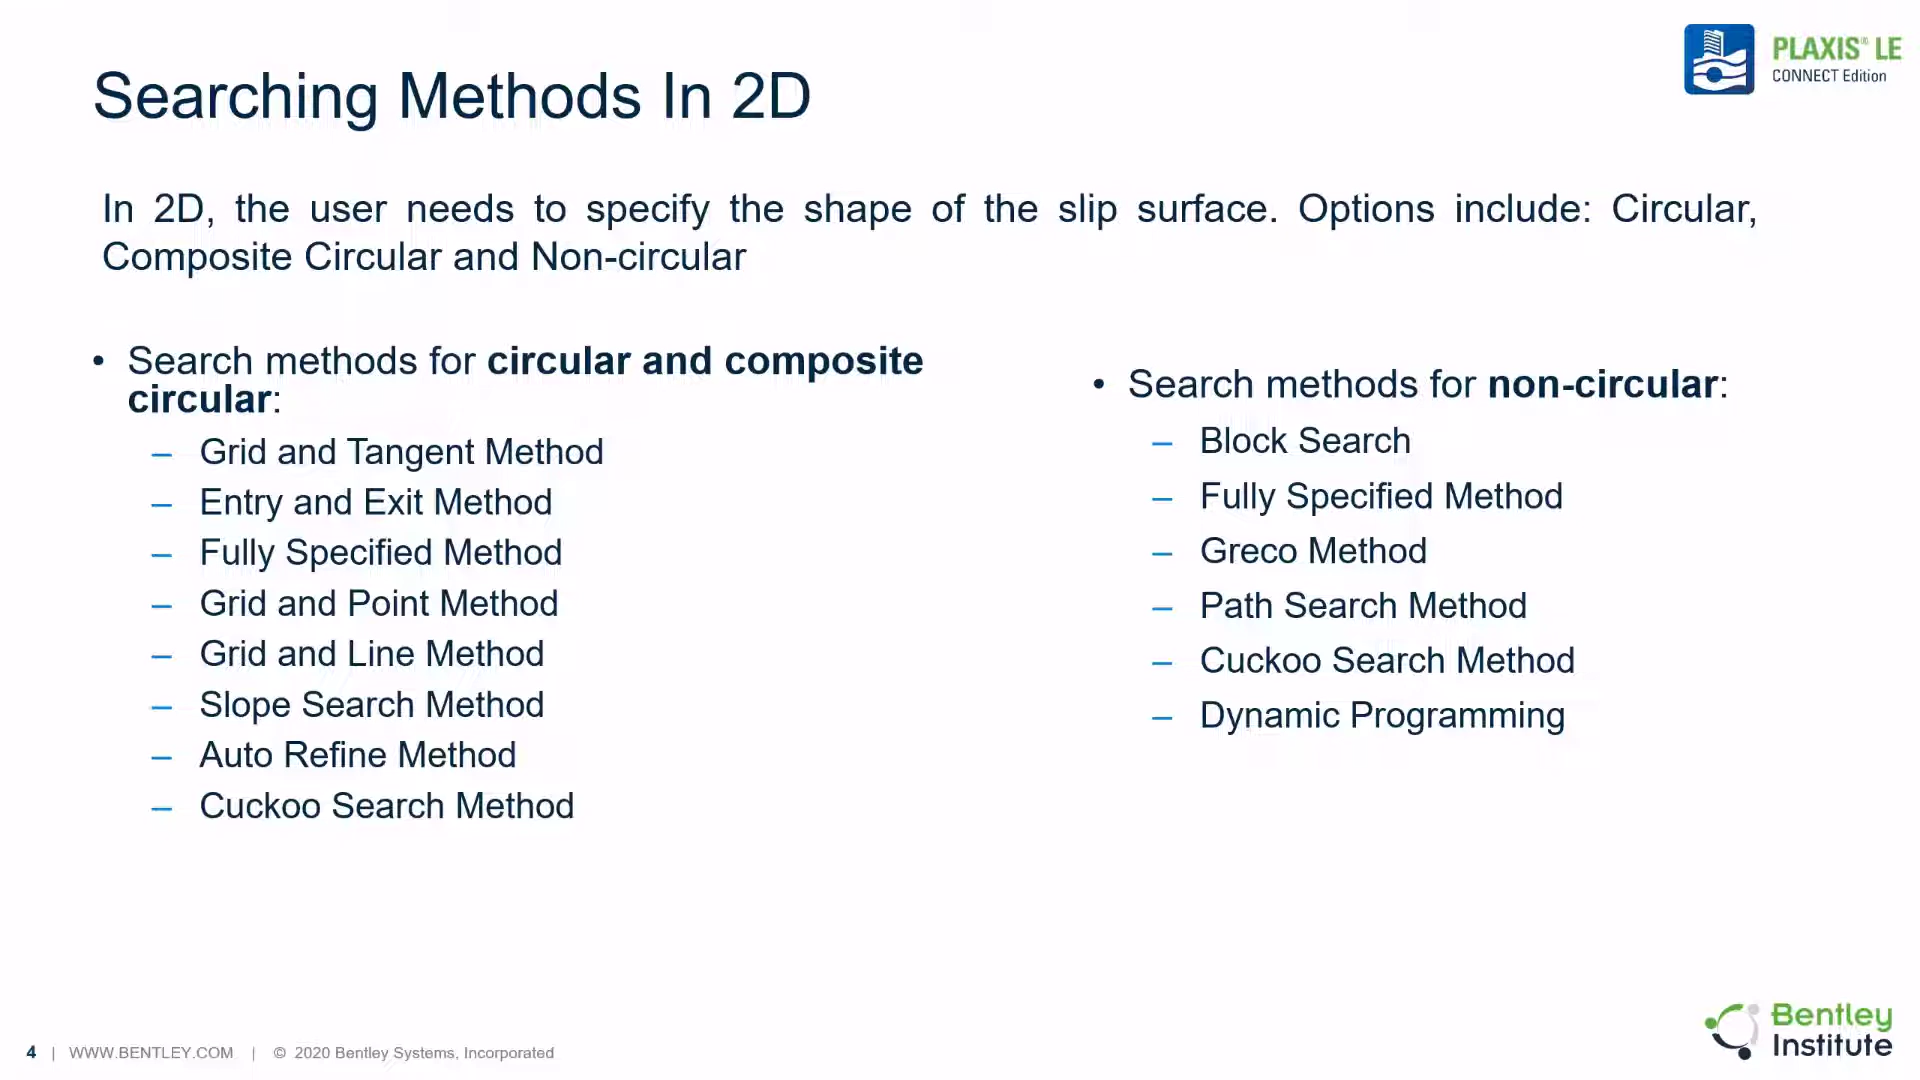 PLAXIS® LE
CONNECT Edition
Searching Methods In 2D
In 2D, the user needs to specify the shape of the slip surface. Options include: Circular,
Composite Circular and Non-circular
• Search methods for circular and composite
circular:
– Grid and Tangent Method
– Entry and Exit Method
– Fully Specified Method
– Grid and Point Method
– Grid and Line Method
– Slope Search Method
– Auto Refine Method
– Cuckoo Search Method
• Search methods for non-circular:
– Block Search
– Fully Specified Method
– Greco Method
– Path Search Method
– Cuckoo Search Method
– Dynamic Programming
4 | WWW.BENTLEY.COM | © 2020 Bentley Systems, Incorporated
Bentley
Institute